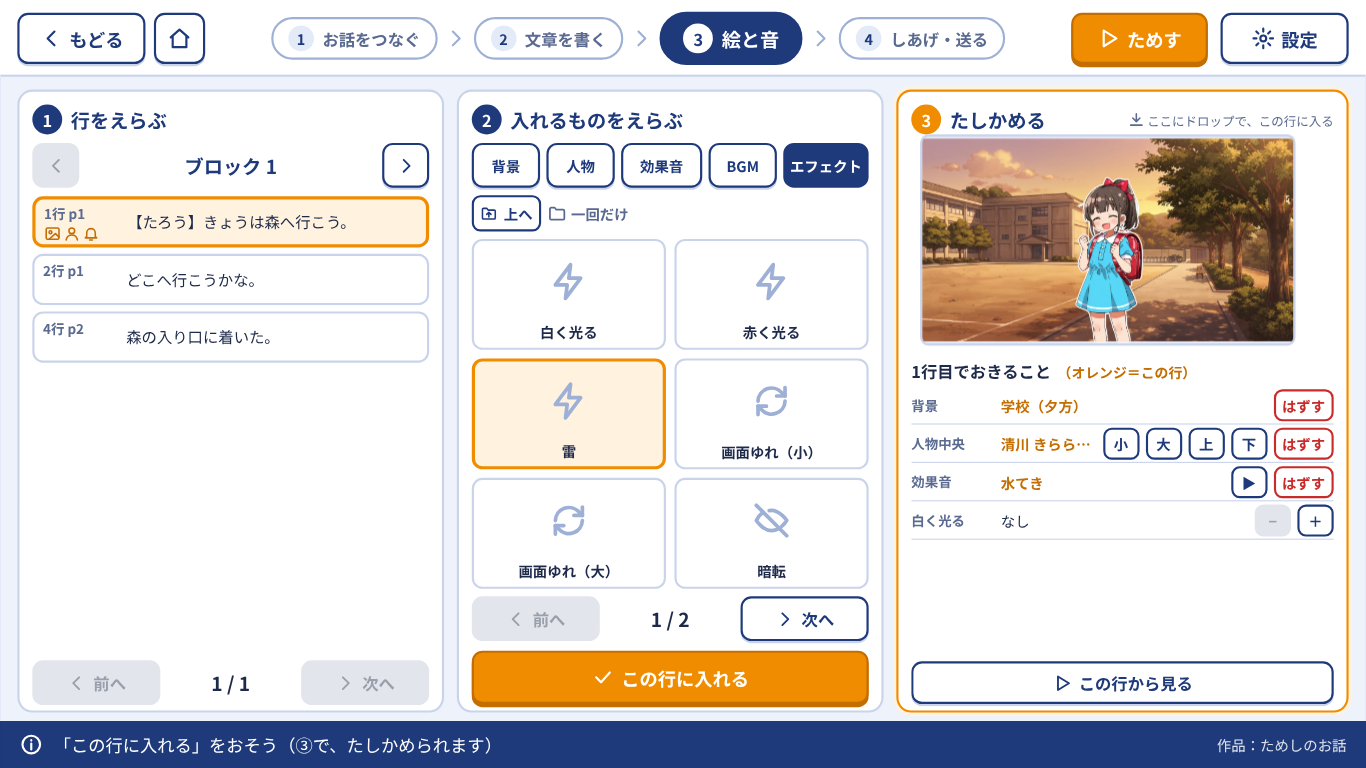 もどる
1 お話をつなぐ
2 文章を書く
3 絵と音
4 しあげ・送る
ためす
設定
1 行をえらぶ
ブロック 1
1行 p1 【たろう】きょうは森へ行こう。
2行 p1 どこへ行こうかな。
4行 p2 森の入り口に着いた。
前へ 1 / 1 次へ
2 入れるものをえらぶ
背景 人物 効果音 BGM エフェクト
上へ 一回だけ
白く光る 赤く光る
雷 画面ゆれ（小）
画面ゆれ（大） 暗転
前へ 1 / 2 次へ
この行に入れる
3 たしかめる ここにドロップで、この行に入る
1行目でおきること （オレンジ＝この行）
背景 学校（夕方） はずす
人物中央 清川 きらら… 小 大 上 下 はずす
効果音 水てき ▶ はずす
白く光る なし − ＋
この行から見る
「この行に入れる」をおそう（③で、たしかめられます）
作品：ためしのお話